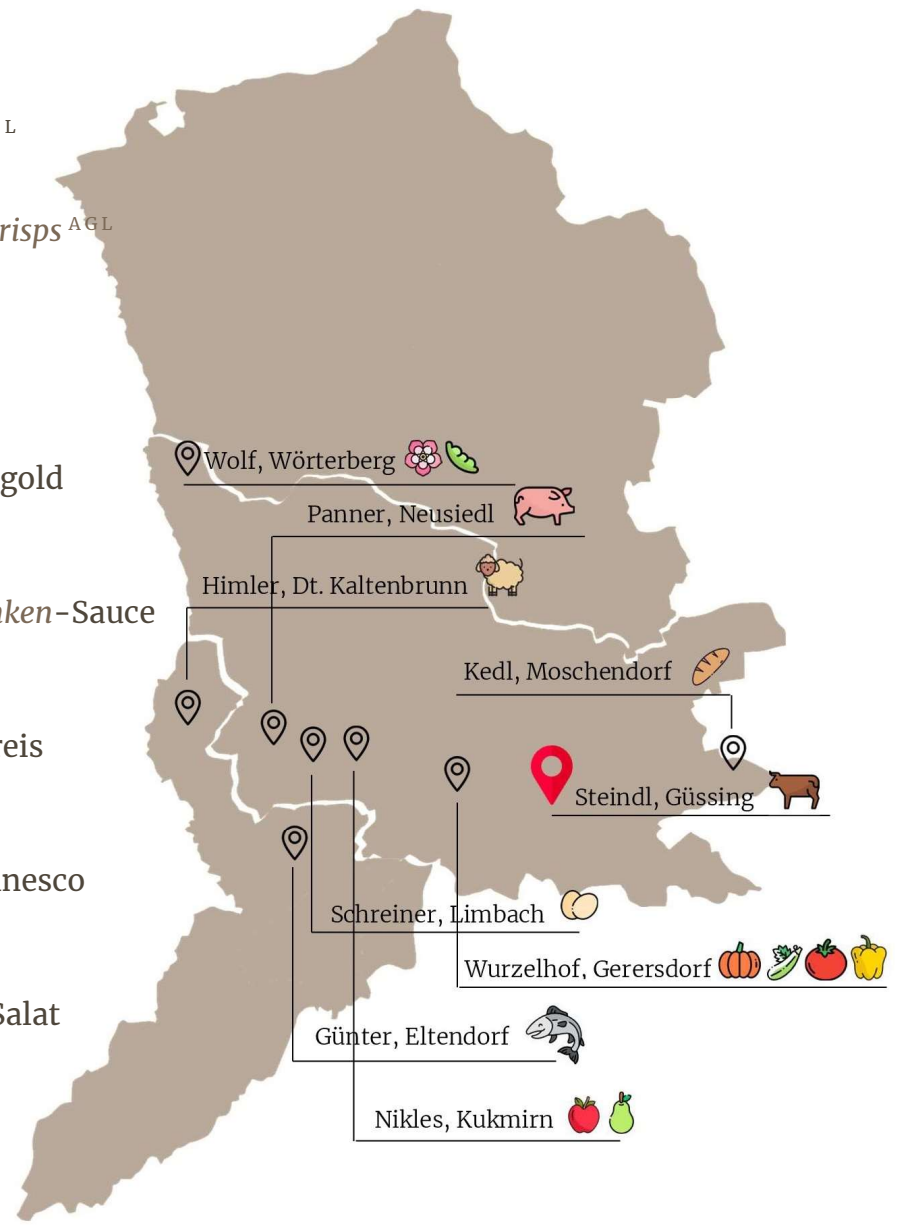 L
risps AGL
gold
Wolf, Wörterberg
Panner, Neusiedl
Himler, Dt. Kaltenbrunn
ken-Sauce
Kedl, Moschendorf
reis
Steindl, Güssing
nesco
Schreiner, Limbach
Wurzelhof, Gerersdorf
Salat
Günter, Eltendorf
Nikles, Kukmirn